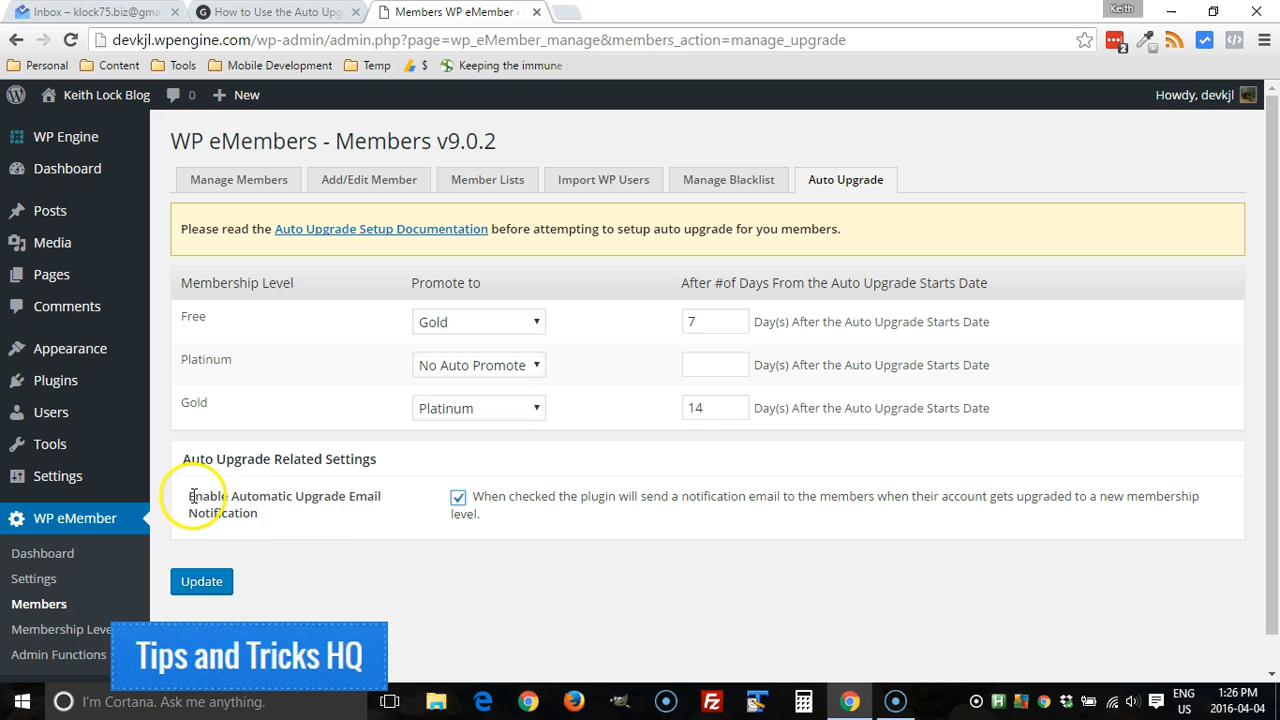 Inbox – klock75.biz@gma
How to Use the Auto Upg
Members WP eMember ‹
Keith
devkjl.wpengine.com/wp-admin/admin.php?page=wp_eMember_manage&members_action=manage_upgrade
2
Personal
Content
Tools
Mobile Development
Temp
$
Keeping the immune
Keith Lock Blog
0
New
Howdy, devkjl
WP Engine
Dashboard
Posts
Media
Pages
Comments
Appearance
Plugins
Users
Tools
Settings
WP eMember
Dashboard
Settings
Members
Membership Leve
Admin Functions
WP eMembers - Members v9.0.2
Manage Members
Add/Edit Member
Member Lists
Import WP Users
Manage Blacklist
Auto Upgrade
Please read the Auto Upgrade Setup Documentation before attempting to setup auto upgrade for you members.
Membership Level
Promote to
After #of Days From the Auto Upgrade Starts Date
Free
Gold
7
Day(s) After the Auto Upgrade Starts Date
Platinum
No Auto Promote
Day(s) After the Auto Upgrade Starts Date
Gold
Platinum
14
Day(s) After the Auto Upgrade Starts Date
Auto Upgrade Related Settings
Enable Automatic Upgrade Email
Notification
When checked the plugin will send a notification email to the members when their account gets upgraded to a new membership
level.
Update
Tips and Tricks HQ
I'm Cortana. Ask me anything.
ENG
US
1:26 PM
2016-04-04